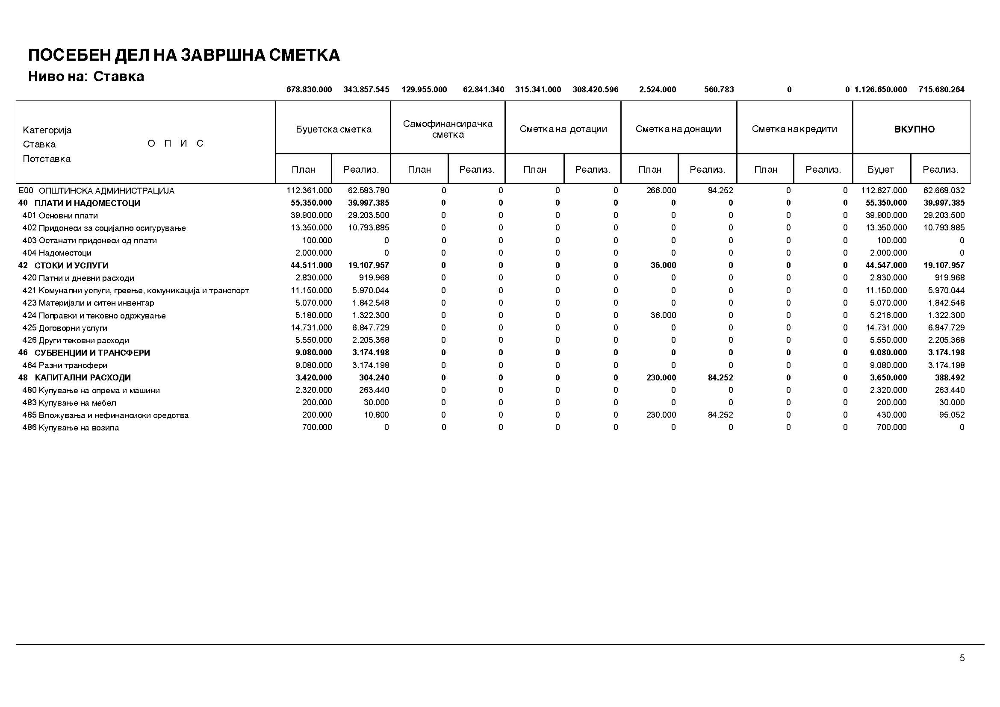 ПОСЕБЕН ДЕЛ НА ЗАВРШНА СМЕТКА
Ниво на: Ставка
678.830.000 343.857.545 129.955.000 62.841.340 315.341.000 308.420.596 2.524.000 560.783 0 0 1.126.650.000 715.680.264
Категорија
Ставка О П И С
Потставка
Буџетска сметка
Самофинансирачка
сметка
Сметка на дотации
Сметка на донации
Сметка на кредити
ВКУПНО
План Реализ. План Реализ. План Реализ. План Реализ. План Реализ. Буџет Реализ.
E00 ОПШТИНСКА АДМИНИСТРАЦИЈА 112.361.000 62.583.780 0 0 0 0 266.000 84.252 0 0 112.627.000 62.668.032
40 ПЛАТИ И НАДОМЕСТОЦИ 55.350.000 39.997.385 0 0 0 0 0 0 0 0 55.350.000 39.997.385
401 Основни плати 39.900.000 29.203.500 0 0 0 0 0 0 0 0 39.900.000 29.203.500
402 Придонеси за социјално осигурување 13.350.000 10.793.885 0 0 0 0 0 0 0 0 13.350.000 10.793.885
403 Останати придонеси од плати 100.000 0 0 0 0 0 0 0 0 0 100.000 0
404 Надоместоци 2.000.000 0 0 0 0 0 0 0 0 0 2.000.000 0
42 СТОКИ И УСЛУГИ 44.511.000 19.107.957 0 0 0 0 36.000 0 0 0 44.547.000 19.107.957
420 Патни и дневни расходи 2.830.000 919.968 0 0 0 0 0 0 0 0 2.830.000 919.968
421 Комунални услуги, греење, комуникација и транспорт 11.150.000 5.970.044 0 0 0 0 0 0 0 0 11.150.000 5.970.044
423 Материјали и ситен инвентар 5.070.000 1.842.548 0 0 0 0 0 0 0 0 5.070.000 1.842.548
424 Поправки и тековно одржување 5.180.000 1.322.300 0 0 0 0 36.000 0 0 0 5.216.000 1.322.300
425 Договорни услуги 14.731.000 6.847.729 0 0 0 0 0 0 0 0 14.731.000 6.847.729
426 Други тековни расходи 5.550.000 2.205.368 0 0 0 0 0 0 0 0 5.550.000 2.205.368
46 СУБВЕНЦИИ И ТРАНСФЕРИ 9.080.000 3.174.198 0 0 0 0 0 0 0 0 9.080.000 3.174.198
464 Разни трансфери 9.080.000 3.174.198 0 0 0 0 0 0 0 0 9.080.000 3.174.198
48 КАПИТАЛНИ РАСХОДИ 3.420.000 304.240 0 0 0 0 230.000 84.252 0 0 3.650.000 388.492
480 Купување на опрема и машини 2.320.000 263.440 0 0 0 0 0 0 0 0 2.320.000 263.440
483 Купување на мебел 200.000 30.000 0 0 0 0 0 0 0 0 200.000 30.000
485 Вложувања и нефинансиски средства 200.000 10.800 0 0 0 0 230.000 84.252 0 0 430.000 95.052
486 Купување на возила 700.000 0 0 0 0 0 0 0 0 0 700.000 0
5